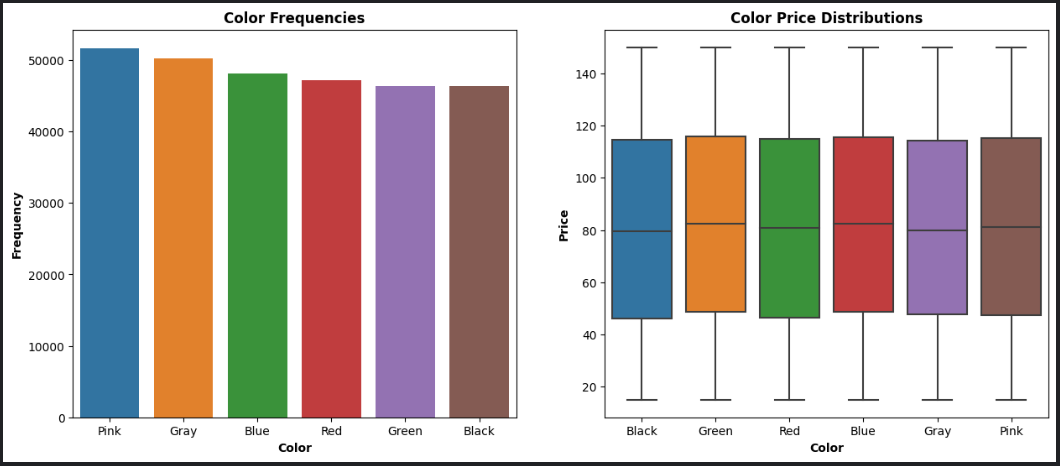 Color Frequencies
50000
40000
30000
20000
10000
0
Frequency
Pink Gray Blue Red Green Black
Color
Color Price Distributions
140
120
100
80
60
40
20
Price
Black Green Red Blue Gray Pink
Color